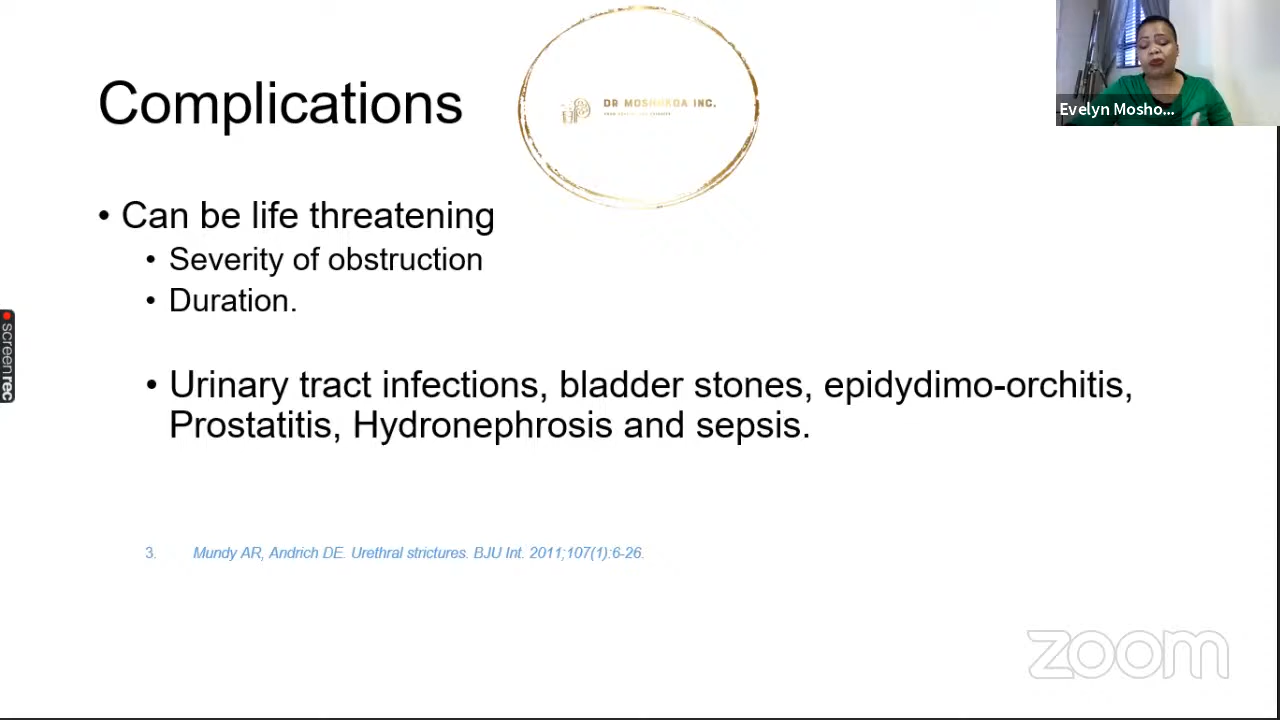 Complications
DR MOSHOKOA INC.
Evelyn Mosho...
• Can be life threatening
• Severity of obstruction
• Duration.
• Urinary tract infections, bladder stones, epidydimo-orchitis,
Prostatitis, Hydronephrosis and sepsis.
3. Mundy AR, Andrich DE. Urethral strictures. BJU Int. 2011;107(1):6-26.
screenrec
zoom